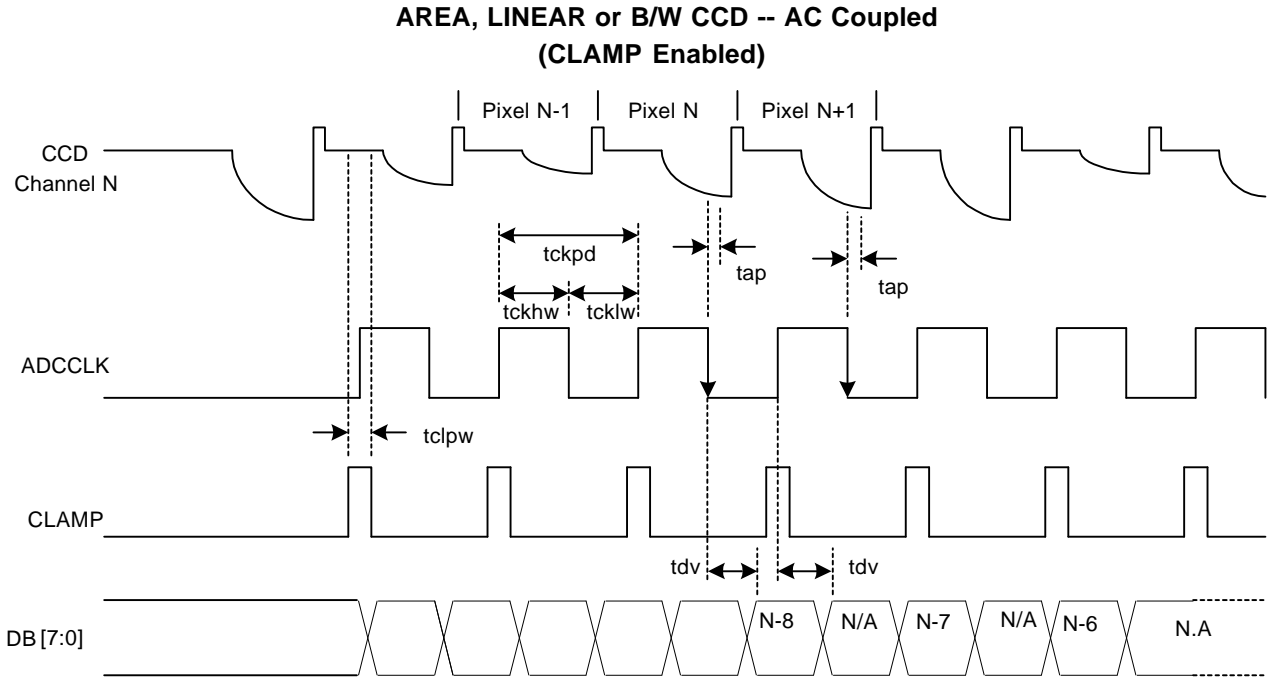 AREA, LINEAR or B/W CCD -- AC Coupled
(CLAMP Enabled)
Pixel N-1
Pixel N
Pixel N+1
CCD
Channel N
tckpd
tap
tap
tckhw
tcklw
ADCCLK
tclpw
CLAMP
tdv
tdv
DB [7:0]
N-8
N/A
N-7
N/A
N-6
N.A